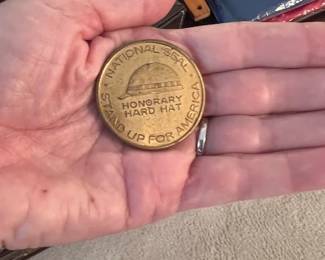 NATIONAL SEAL
HONORARY
HARD HAT
STAND UP FOR AMERICA